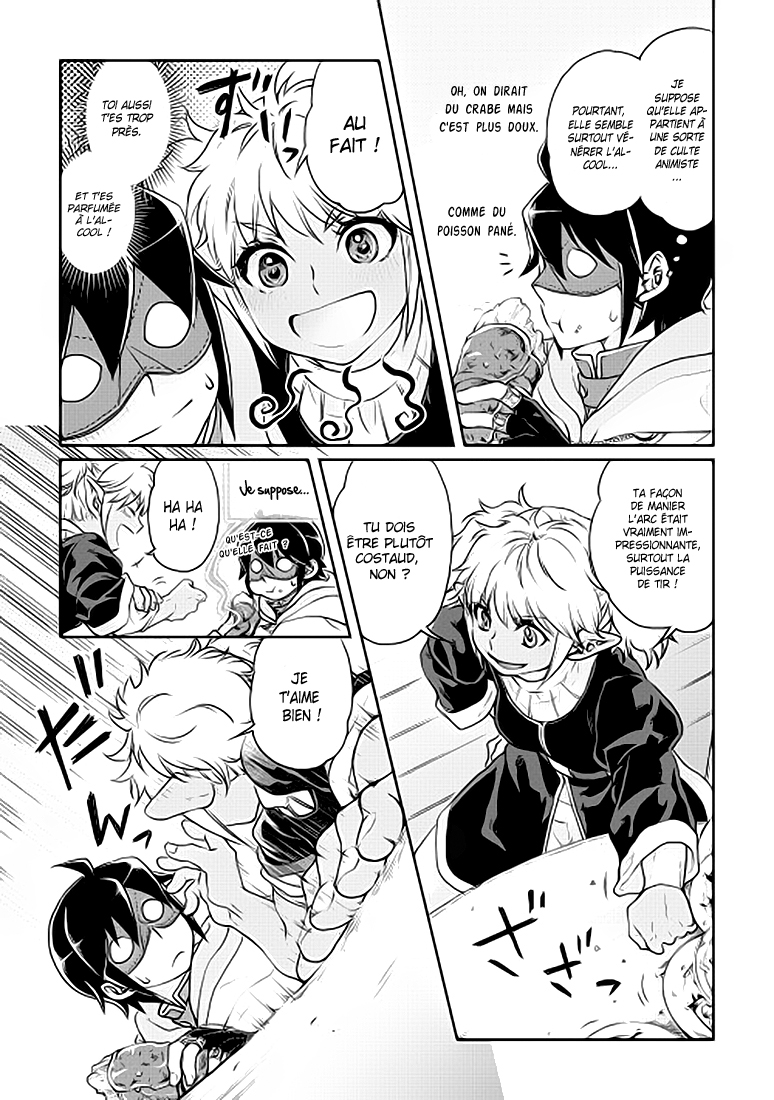 JE
SUPPOSE
QU'ELLE AP-
PARTIENT À
UNE SORTE
DE CULTE
ANIMISTE
...
POURTANT,
ELLE SEMBLE
SURTOUT VÉ-
NÉRER L'AL-
COOL...
OH, ON DIRAIT
DU CRABE MAIS
C'EST PLUS DOUX.
COMME DU
POISSON PANÉ.
AU
FAIT !
TOI AUSSI
T'ES TROP
PRÈS.
ET T'ES
PARFUMÉE
À L'AL-
COOL !
TA FAÇON
DE MANIER
L'ARC ÉTAIT
VRAIMENT IM-
PRESSIONNANTE,
SURTOUT LA
PUISSANCE
DE TIR !
TU DOIS
ÊTRE PLUTÔT
COSTAUD,
NON ?
Je suppose...
QU'EST-CE
QU'ELLE FAIT ?
HA HA
HA !
JE
T'AIME
BIEN !